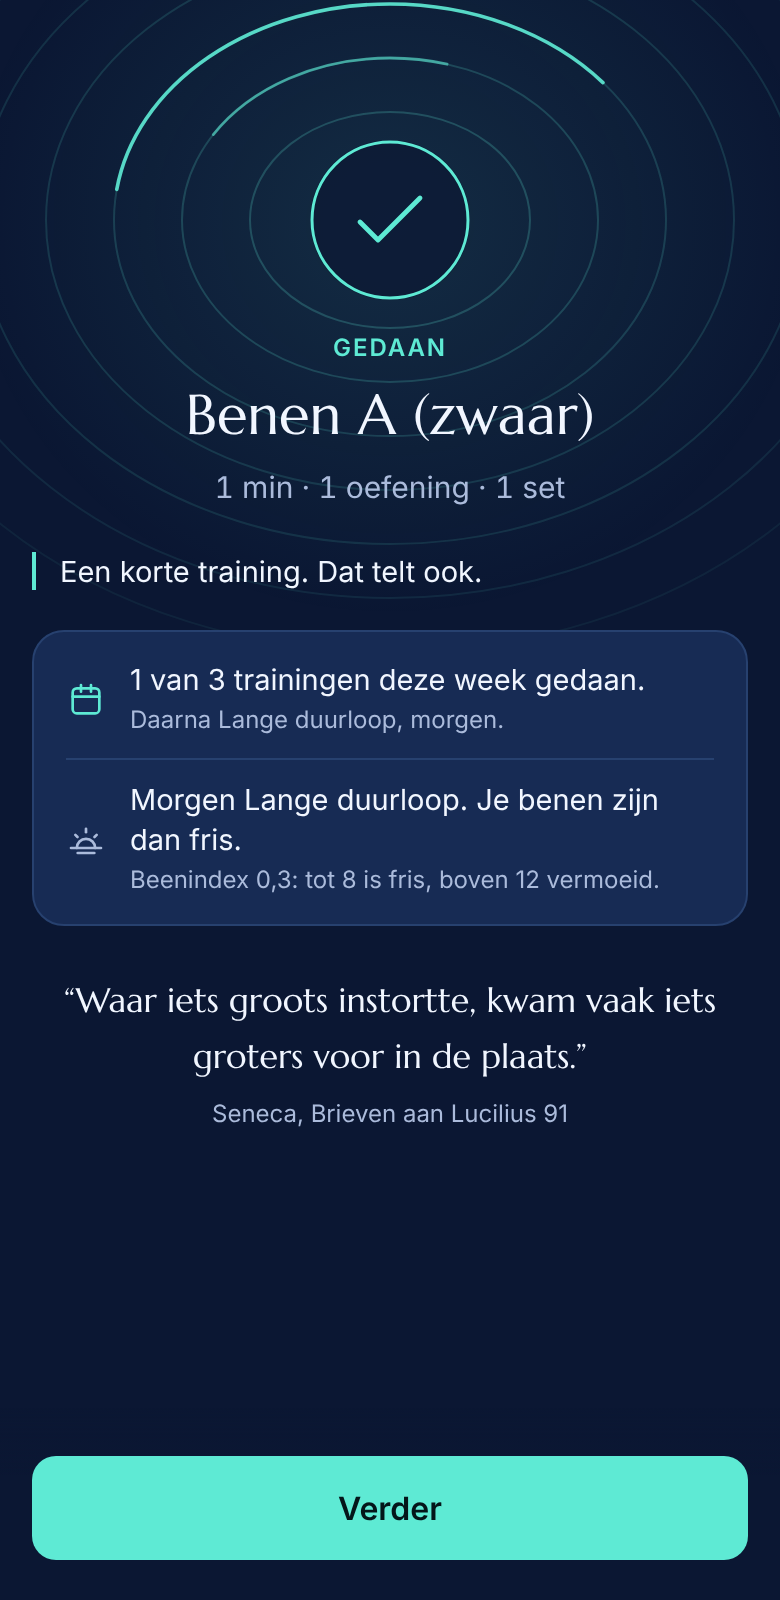 GEDAAN
Benen A (zwaar)
1 min · 1 oefening · 1 set
Een korte training. Dat telt ook.
1 van 3 trainingen deze week gedaan.
Daarna Lange duurloop, morgen.
Morgen Lange duurloop. Je benen zijn
dan fris.
Beenindex 0,3: tot 8 is fris, boven 12 vermoeid.
“Waar iets groots instortte, kwam vaak iets
groters voor in de plaats.”
Seneca, Brieven aan Lucilius 91
Verder